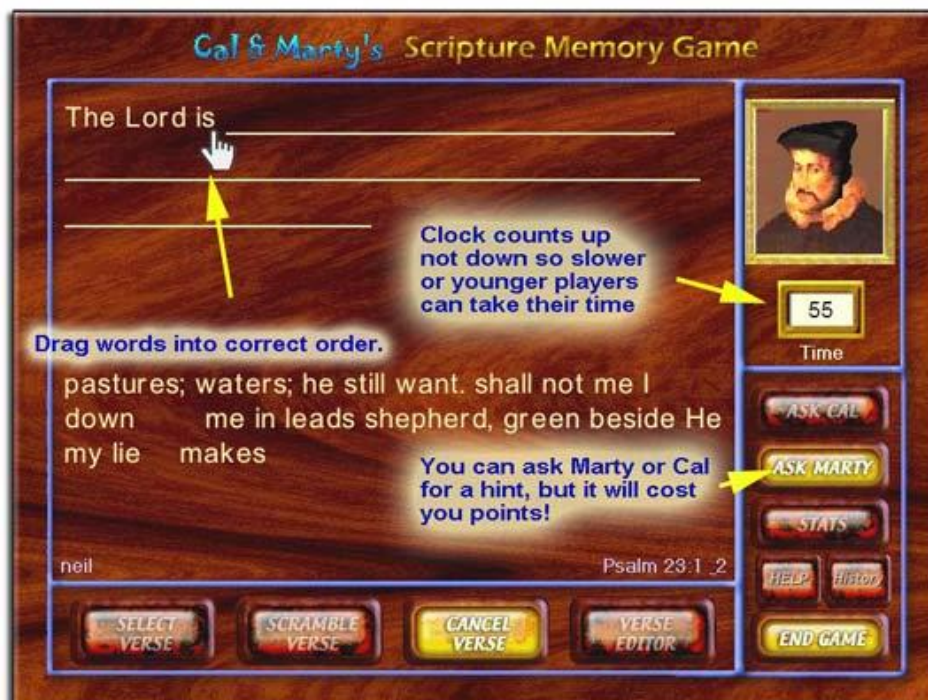 Cal & Marty's Scripture Memory Game
The Lord is
Clock counts up
not down so slower
or younger players
can take their time
55
Time
Drag words into correct order.
pastures; waters; he still want. shall not me I
down me in leads shepherd, green beside He
my lie makes
You can ask Marty or Cal
for a hint, but it will cost
you points!
ASK CAL
ASK MARTY
STATS
HELP History
END GAME
neil Psalm 23:1_2
SELECT VERSE
SCRAMBLE VERSE
CANCEL VERSE
VERSE EDITOR